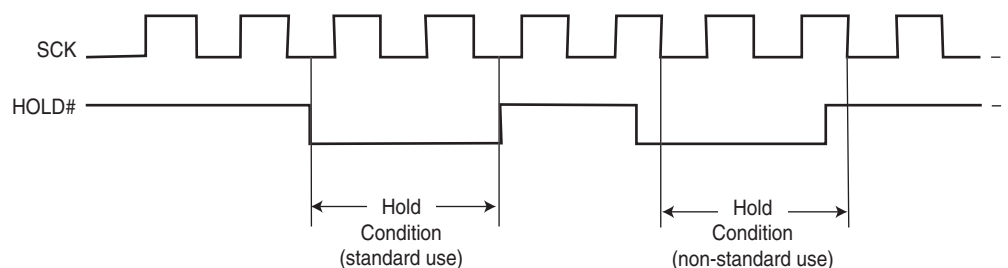 SCK
HOLD#
Hold
Condition
(standard use)
Hold
Condition
(non-standard use)